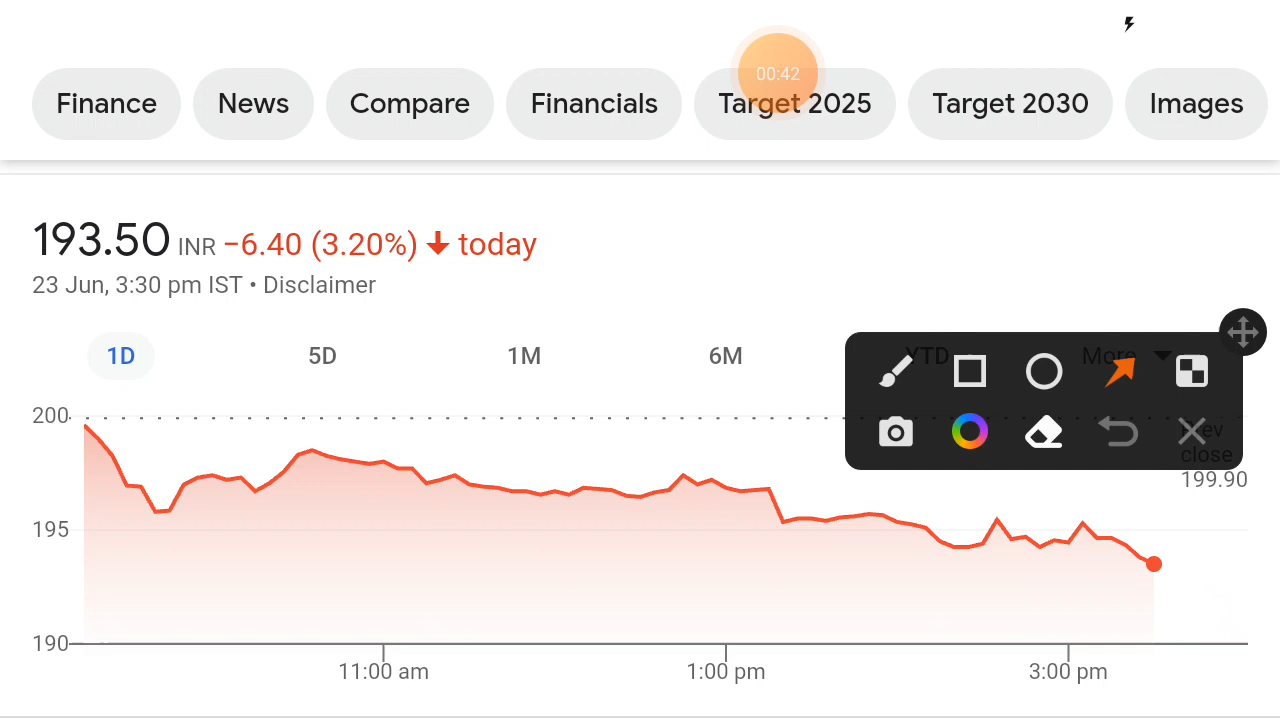 00:42
Finance News Compare Financials Target 2025 Target 2030 Images
193.50 INR −6.40 (3.20%) today
23 Jun, 3:30 pm IST • Disclaimer
1D 5D 1M 6M YTD More
200
Prev
close
199.90
195
190
11:00 am 1:00 pm 3:00 pm